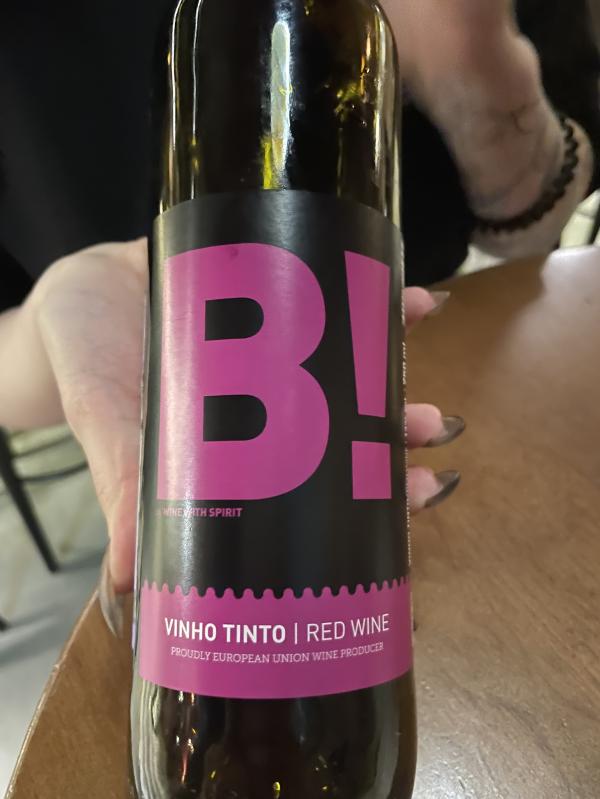 B!
WINE WITH SPIRIT
VINHO TINTO | RED WINE
PROUDLY EUROPEAN UNION WINE PRODUCER